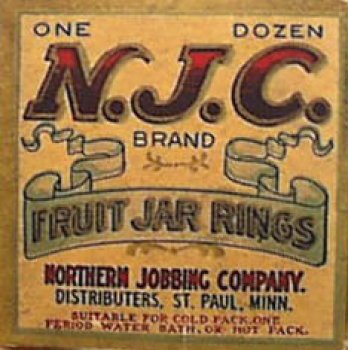 ONE DOZEN
N.J.C.
BRAND
FRUIT JAR RINGS
NORTHERN JOBBING COMPANY.
DISTRIBUTERS, ST. PAUL, MINN.
SUITABLE FOR COLD PACK, ONE
PERIOD WATER BATH, OR HOT PACK.